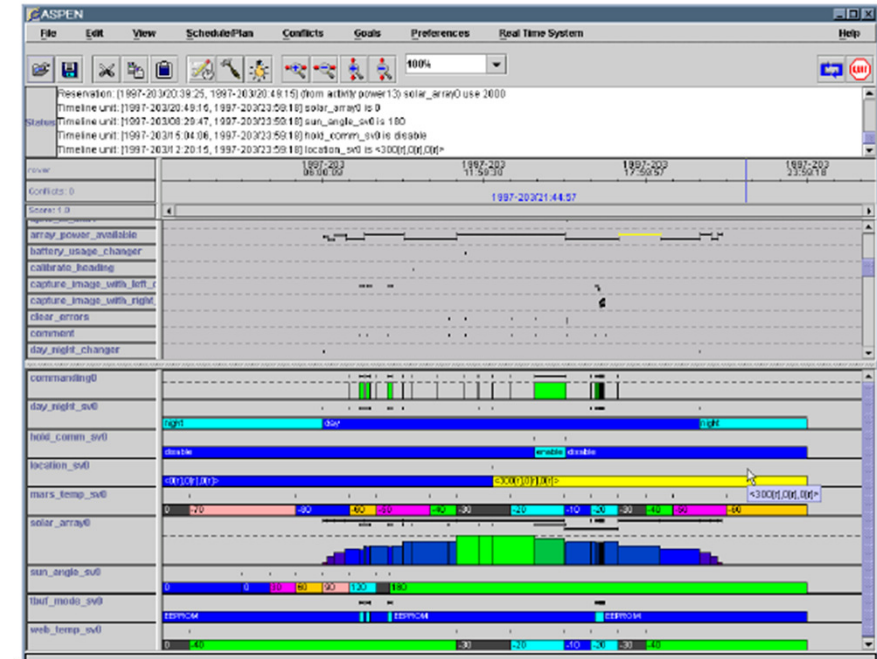 ASPEN
File Edit View Schedule/Plan Conflicts Goals Preferences Real Time System Help
100%
Status
Reservation: [1997-203/20:39:25, 1997-203/20:49:15] (from activity power13) solar_array0 use 2000
Timeline unit: [1997-203/20:49:16, 1997-203/23:59:18] solar_array0 is 0
Timeline unit: [1997-203/08:29:47, 1997-203/23:59:18] sun_angle_sv0 is 180
Timeline unit: [1997-203/15:04:06, 1997-203/23:59:18] hold_comm_sv0 is disable
Timeline unit: [1997-203/12:20:15, 1997-203/23:59:18] location_sv0 is <300[r],0[r],0[r]>
rover 1997-203 1997-203 1997-203 1997-203
11:59:38 17:59:57 23:59:18
Conflicts: 0
1997-203/21:44:57
Score: 1.0
array_power_available
battery_usage_changer
calibrate_heading
capture_image_with_left_c
capture_image_with_right_
clear_errors
comment
day_night_changer
commanding0
day_night_sv0
night day night
hold_comm_sv0
disable enable disable
location_sv0
<0[r],0[r],0[r]> <300[r],0[r],0[r]>
<300[r],0[r],0[r]>
mars_temp_sv0
0 -70 -80 -60 -50 -40 -30 -20 -10 -20 -30 -40 -50 -60
solar_array0
sun_angle_sv0
0 0 60 90 120 180
tbuf_mode_sv0
EEPROM EEPROM EEPROM
web_temp_sv0
0 -40 -30 -20 -10 -20 -30 -40